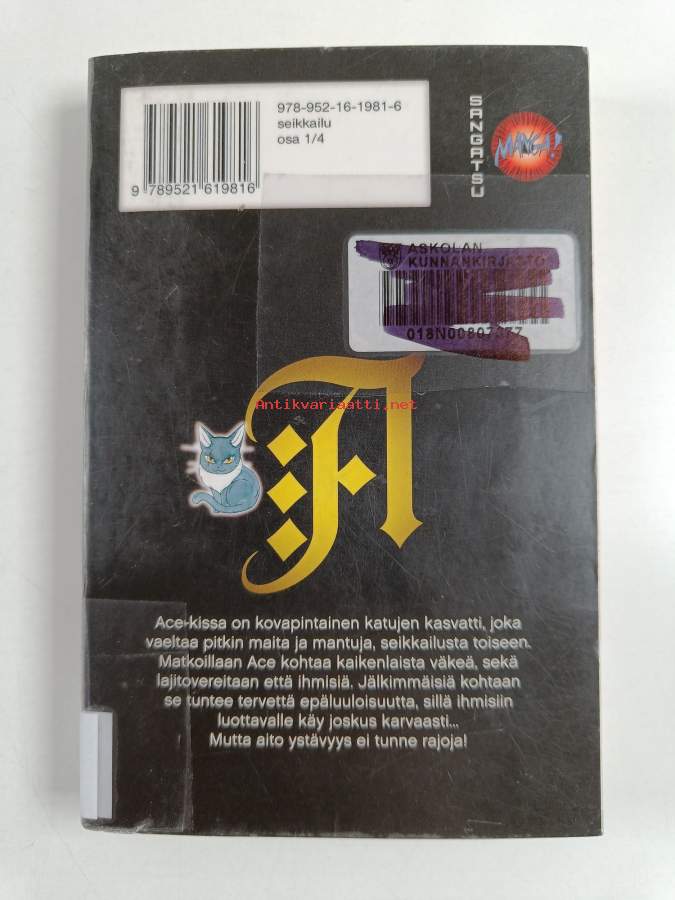 978-952-16-1981-6
seikkailu
osa 1/4
9 789521 619816
SANGATSU
MANGA!
ASKOLAN
KUNNANKIRJASTO
Antikvariaatti.net
A
Ace-kissa on kovapintainen katujen kasvatti, joka
vaeltaa pitkin maita ja mantuja, seikkailusta toiseen.
Matkoillaan Ace kohtaa kaikenlaista väkeä, sekä
lajitovereitaan että ihmisiä. Jälkimmäisiä kohtaan
se tuntee tervettä epäluuloisuutta, sillä ihmisiin
luottavalle käy joskus karvaasti...
Mutta aito ystävyys ei tunne rajoja!